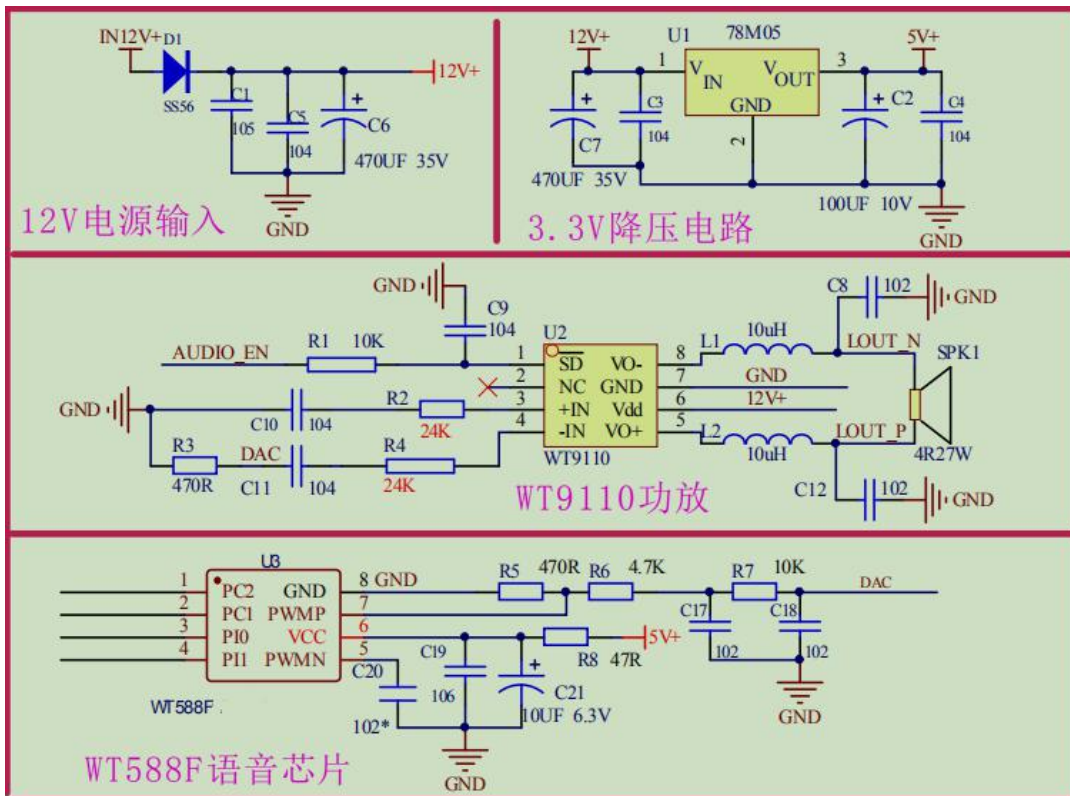 IN12V+
D1
SS56
C1
105
C5
104
C6
470UF 35V
12V+
GND
12V电源输入
12V+
U1
78M05
5V+
1
VIN
VOUT
3
GND
2
C7
470UF 35V
C3
104
C2
100UF 10V
C4
104
GND
3.3V降压电路
GND
C9
104
AUDIO_EN
R1
10K
U2
1
SD
VO-
8
2
NC
GND
7
3
+IN
Vdd
6
4
-IN
VO+
5
WT9110
GND
C10
104
R2
24K
R3
470R
DAC
C11
104
R4
24K
L1
10uH
C8
102
GND
LOUT_N
SPK1
GND
12V+
L2
10uH
LOUT_P
4R27W
C12
102
GND
WT9110功放
U3
1
PC2
GND
8
GND
2
PC1
PWMP
7
3
PI0
VCC
6
4
PI1
PWMN
5
WT588F .
R5
470R
R6
4.7K
R7
10K
DAC
C17
102
C18
102
GND
C20
102*
C19
106
C21
10UF 6.3V
R8
47R
5V+
GND
WT588F语音芯片